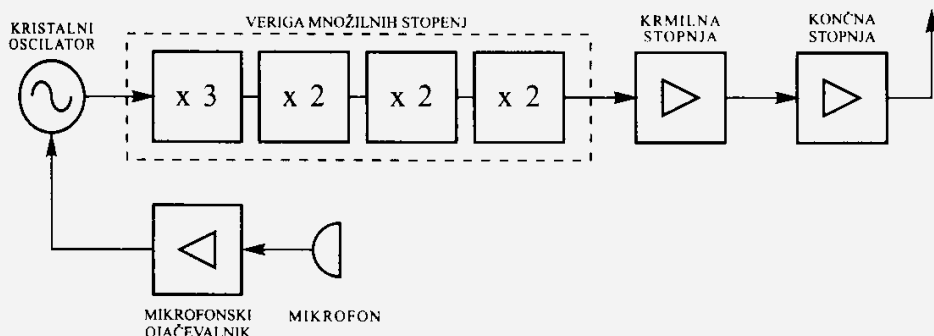 VERIGA MNOŽILNIH STOPENJ
KRISTALNI
OSCILATOR
KRMILNA
STOPNJA
KONČNA
STOPNJA
x 3
x 2
x 2
x 2
MIKROFONSKI
OJAČEVALNIK
MIKROFON